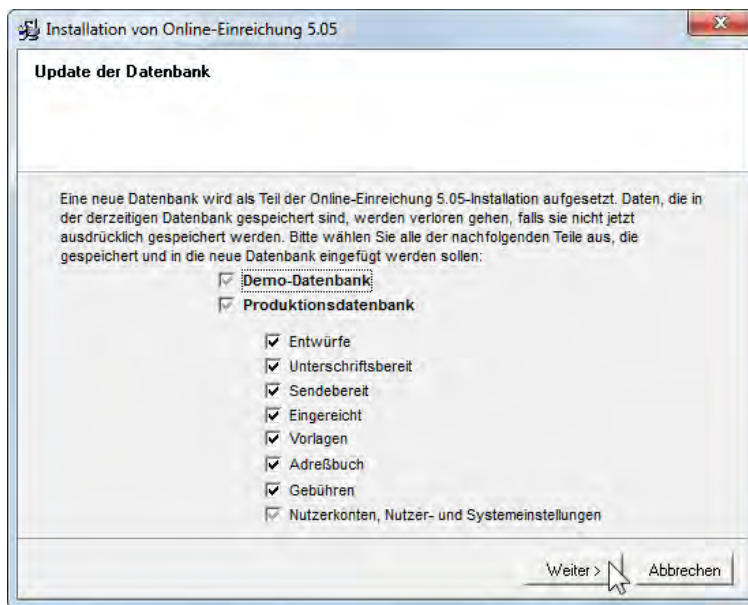 Installation von Online-Einreichung 5.05
Update der Datenbank
Eine neue Datenbank wird als Teil der Online-Einreichung 5.05-Installation aufgesetzt. Daten, die in
der derzeitigen Datenbank gespeichert sind, werden verloren gehen, falls sie nicht jetzt
ausdrücklich gespeichert werden. Bitte wählen Sie alle der nachfolgenden Teile aus, die
gespeichert und in die neue Datenbank eingefügt werden sollen:
Demo-Datenbank
Produktionsdatenbank
Entwürfe
Unterschriftsbereit
Sendebereit
Eingereicht
Vorlagen
Adreßbuch
Gebühren
Nutzerkonten, Nutzer- und Systemeinstellungen
Weiter > Abbrechen